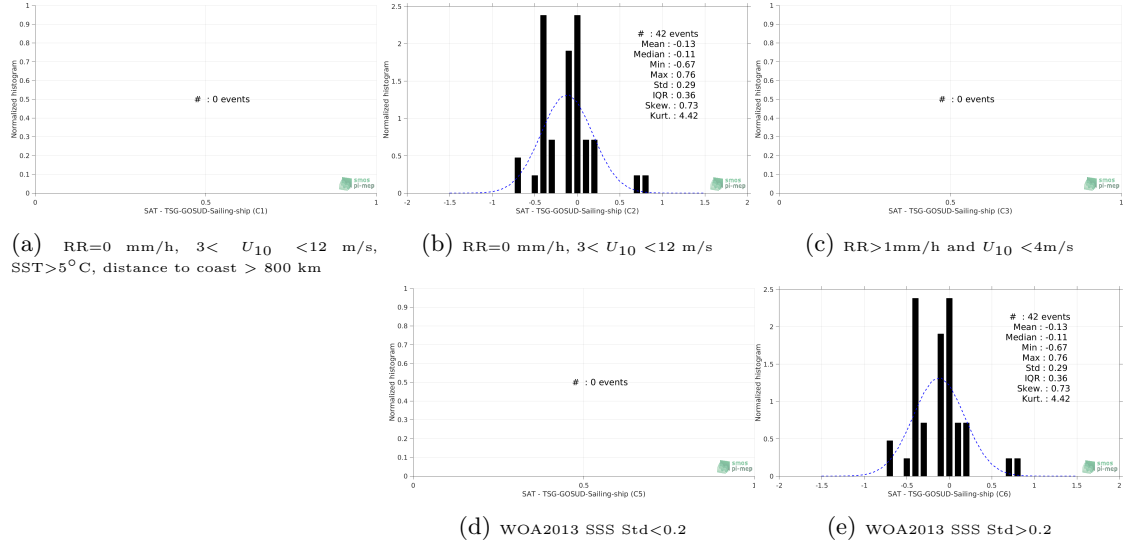 1
0.9
0.8
0.7
0.6
0.5
0.4
0.3
0.2
0.1
0
Normalized histogram
# : 0 events
0 0.5 1
SAT - TSG-GOSUD-Sailing-ship (C1)
smos
pi-mep
(a) RR=0 mm/h, 3< U10 <12 m/s,
SST>5°C, distance to coast > 800 km
2.5
2
1.5
1
0.5
0
Normalized histogram
# : 42 events
Mean : -0.13
Median : -0.11
Min : -0.67
Max : 0.76
Std : 0.29
IQR : 0.36
Skew. : 0.73
Kurt. : 4.42
-2 -1.5 -1 -0.5 0 0.5 1 1.5 2
SAT - TSG-GOSUD-Sailing-ship (C2)
smos
pi-mep
(b) RR=0 mm/h, 3< U10 <12 m/s
1
0.9
0.8
0.7
0.6
0.5
0.4
0.3
0.2
0.1
0
Normalized histogram
# : 0 events
0 0.5 1
SAT - TSG-GOSUD-Sailing-ship (C3)
smos
pi-mep
(c) RR>1mm/h and U10 <4m/s
1
0.9
0.8
0.7
0.6
0.5
0.4
0.3
0.2
0.1
0
Normalized histogram
# : 0 events
0 0.5 1
SAT - TSG-GOSUD-Sailing-ship (C5)
smos
pi-mep
(d) WOA2013 SSS Std<0.2
2.5
2
1.5
1
0.5
0
Normalized histogram
# : 42 events
Mean : -0.13
Median : -0.11
Min : -0.67
Max : 0.76
Std : 0.29
IQR : 0.36
Skew. : 0.73
Kurt. : 4.42
-2 -1.5 -1 -0.5 0 0.5 1 1.5 2
SAT - TSG-GOSUD-Sailing-ship (C6)
smos
pi-mep
(e) WOA2013 SSS Std>0.2